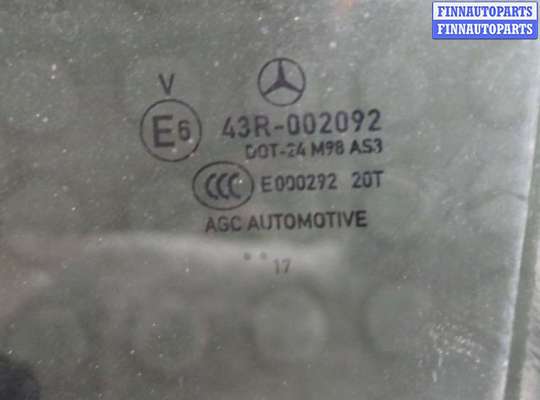 FINNAUTOPARTS
FINNAUTOPARTS
V
E6 43R-002092
DOT-24 M98 AS3
CCC E000292 20T
AGC AUTOMOTIVE
.. 17